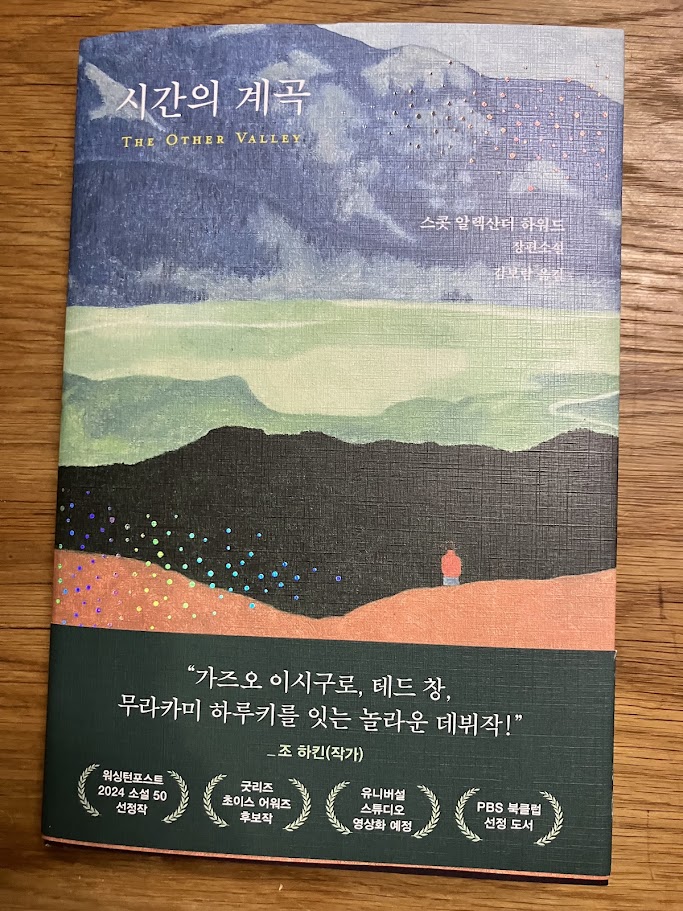 시간의 계곡
THE OTHER VALLEY
스콧 알렉산더 하워드
장편소설
김보람 옮김
“가즈오 이시구로, 테드 창,
무라카미 하루키를 잇는 놀라운 데뷔작!”
_조 하킨(작가)
워싱턴포스트
2024 소설 50
선정작
굿리즈
초이스 어워즈
후보작
유니버설
스튜디오
영상화 예정
PBS 북클럽
선정 도서